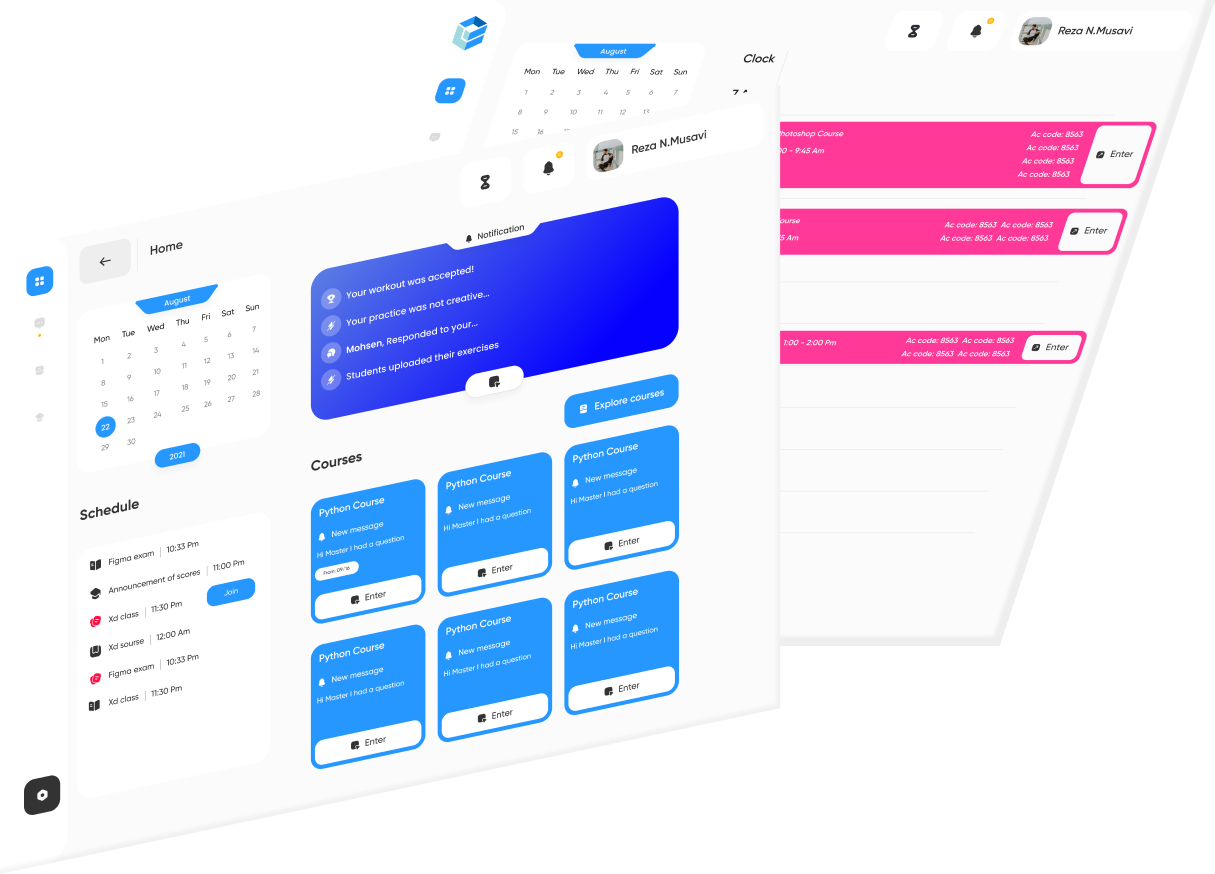 Reza N.Musavi
August
Mon Tue Wed Thu Fri Sat Sun
1 2 3 4 5 6 7
8 9 10 11 12 13
15 16
Clock
hotoshop Course
- 9:45 Am
Ac code: 8563
Ac code: 8563
Ac code: 8563
Ac code: 8563
Enter
ourse
5 Am
Ac code: 8563 Ac code: 8563
Ac code: 8563 Ac code: 8563
Enter
1:00 - 2:00 Pm
Ac code: 8563 Ac code: 8563
Ac code: 8563 Ac code: 8563
Enter
Reza N.Musavi
Home
August
Mon Tue Wed Thu Fri Sat Sun
1 2 3 4 5 6 7
8 9 10 11 12 13 14
15 16 17 18 19 20 21
22 23 24 25 26 27 28
29 30
2021
Notification
Your workout was accepted!
Your practice was not creative...
Mohsen, Responded to your...
Students uploaded their exercises
Explore courses
Schedule
Figma exam | 10:33 Pm
Announcement of scores | 11:00 Pm
Xd class | 11:30 Pm
Join
Xd sourse | 12:00 Am
Figma exam | 10:33 Pm
Xd class | 11:30 Pm
Courses
Python Course
New message
Hi Master I had a question
From: 09/16
Enter
Python Course
New message
Hi Master I had a question
Enter
Python Course
New message
Hi Master I had a question
Enter
Python Course
New message
Hi Master I had a question
Enter
Python Course
New message
Hi Master I had a question
Enter
Python Course
New message
Hi Master I had a question
Enter